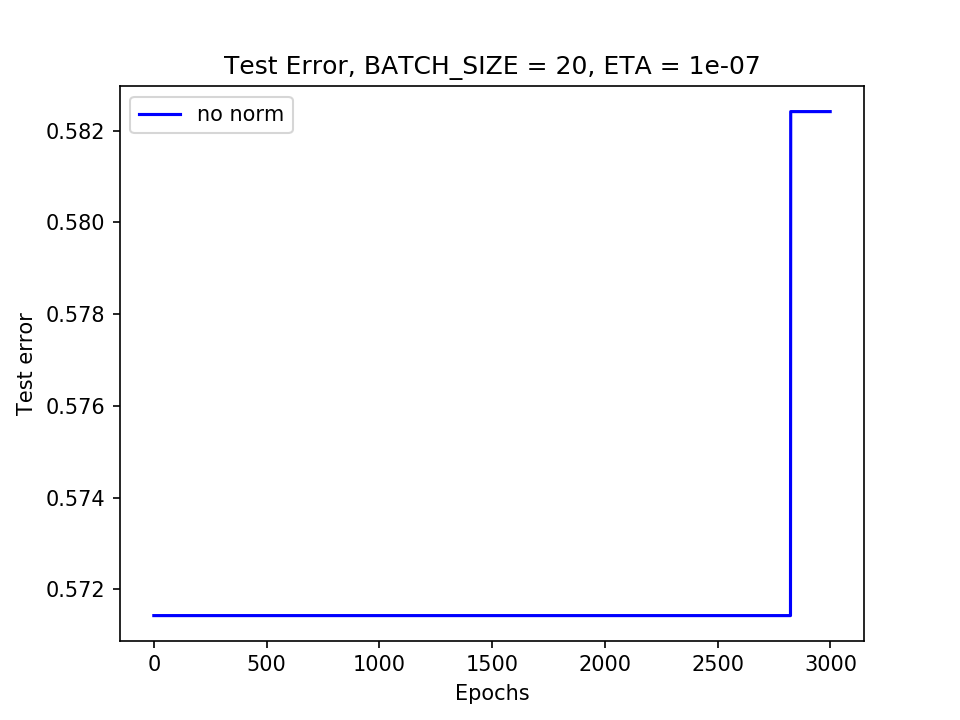 Test Error, BATCH_SIZE = 20, ETA = 1e-07
no norm
0.582
0.580
0.578
0.576
0.574
0.572
Test error
0 500 1000 1500 2000 2500 3000
Epochs